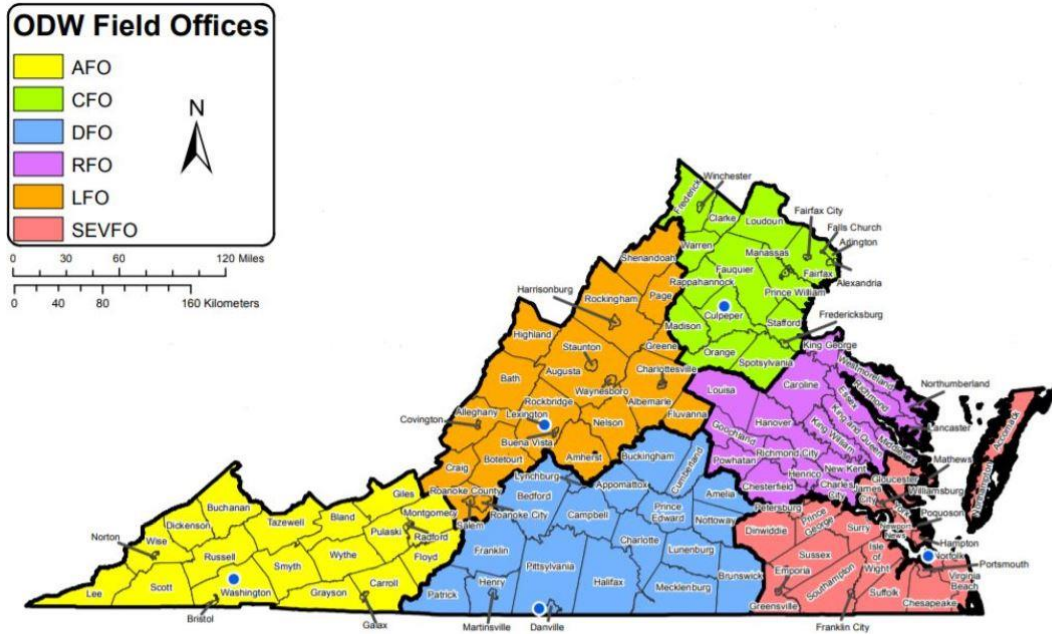 ODW Field Offices
AFO
CFO
DFO
RFO
LFO
SEVFO
N
0 30 60 120 Miles
0 40 80 160 Kilometers
Winchester
Frederick
Clarke
Loudoun
Fairfax City
Falls Church
Arlington
Warren
Manassas
Fairfax
Alexandria
Shenandoah
Fauquier
Rappahannock
Prince William
Harrisonburg
Rockingham
Page
Culpeper
Stafford
Fredericksburg
Madison
Highland
Greene
Orange
Spotsylvania
King George
Staunton
Augusta
Charlottesville
Westmoreland
Bath
Waynesboro
Louisa
Caroline
Richmond
Northumberland
Rockbridge
Albemarle
Essex
Covington
Alleghany
Lexington
Nelson
Fluvanna
Hanover
King and Queen
Lancaster
Accomack
Buena Vista
Goochland
King William
Middlesex
Craig
Botetourt
Amherst
Buckingham
Cumberland
Powhatan
Richmond City
Henrico
New Kent
Mathews
Northampton
Lynchburg
Appomattox
Chesterfield
Charles City
James City
Gloucester
Williamsburg
Roanoke County
Bedford
Amelia
Petersburg
York
Poquoson
Giles
Salem
Roanoke City
Campbell
Prince Edward
Nottoway
Dinwiddie
Prince George
Surry
Newport News
Hampton
Buchanan
Bland
Montgomery
Tazewell
Pulaski
Radford
Dickenson
Norton
Wise
Russell
Wythe
Floyd
Franklin
Charlotte
Lunenburg
Sussex
Isle of Wight
Norfolk
Portsmouth
Smyth
Pittsylvania
Emporia
Southampton
Virginia Beach
Lee
Scott
Washington
Grayson
Carroll
Patrick
Henry
Halifax
Mecklenburg
Brunswick
Greensville
Suffolk
Chesapeake
Bristol
Galax
Martinsville
Danville
Franklin City